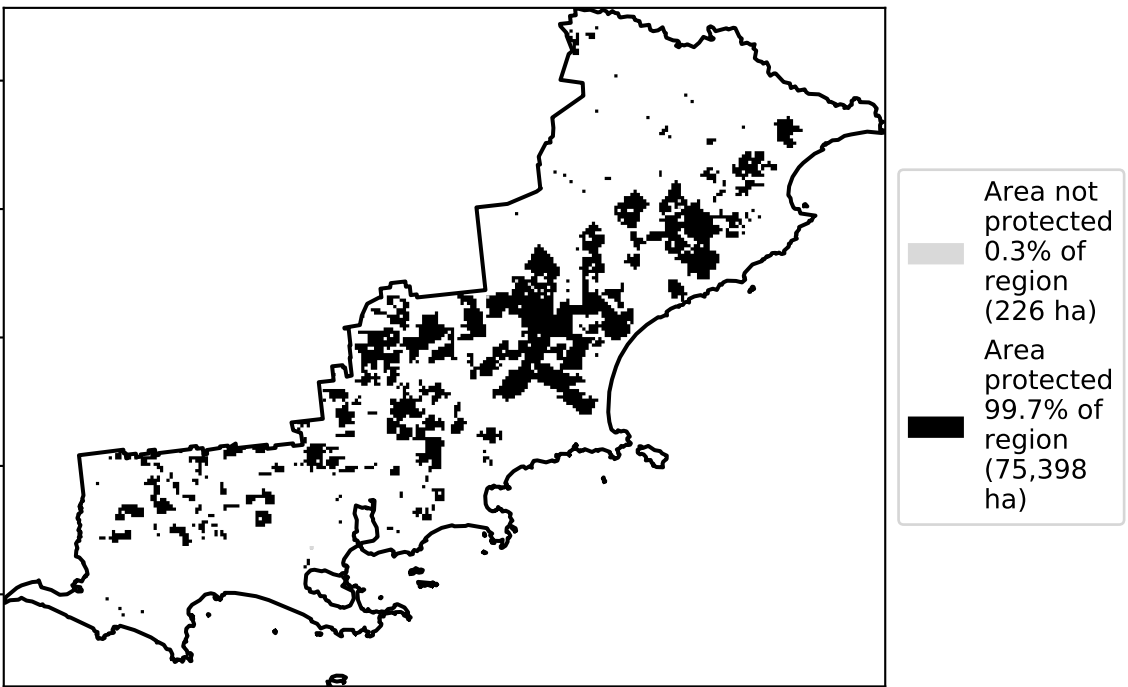 Area not
protected
0.3% of
region
(226 ha)
Area
protected
99.7% of
region
(75,398
ha)